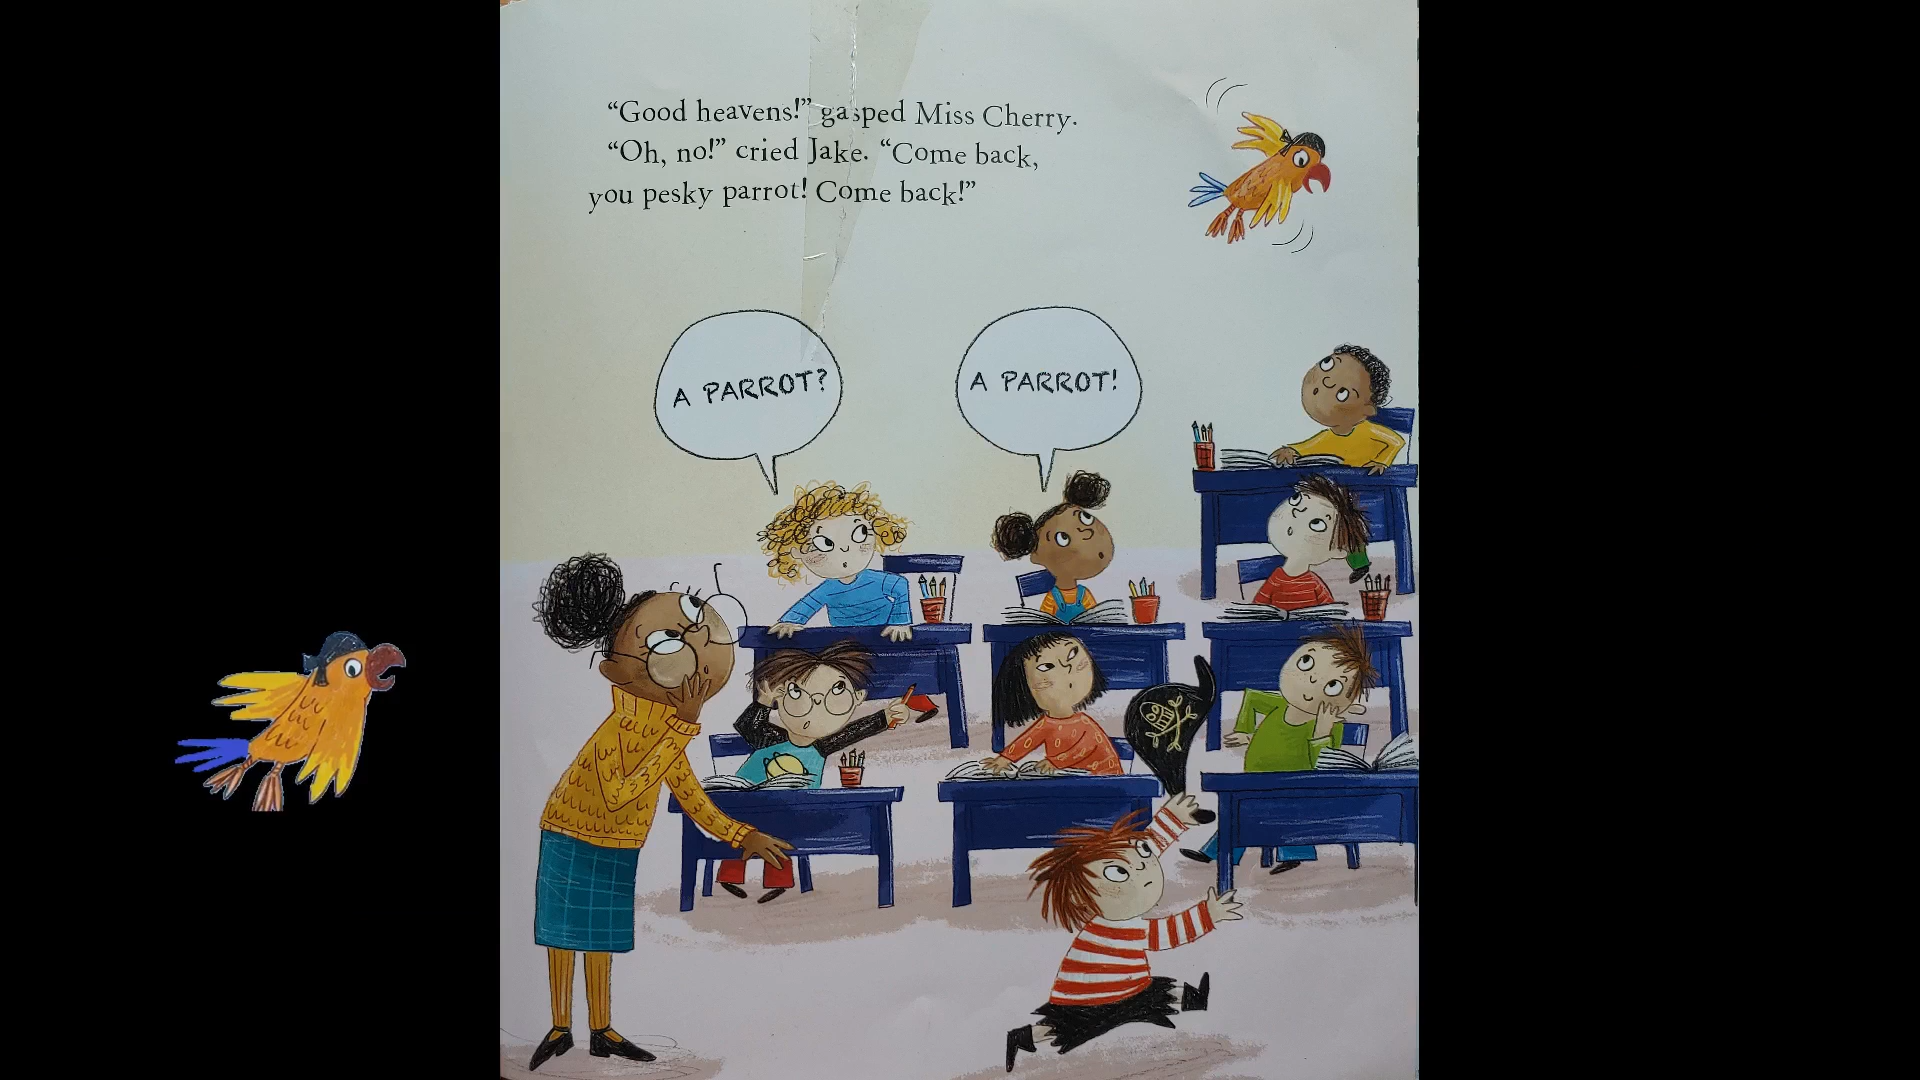 “Good heavens!” gasped Miss Cherry.
“Oh, no!” cried Jake. “Come back,
you pesky parrot! Come back!”
A PARROT?
A PARROT!